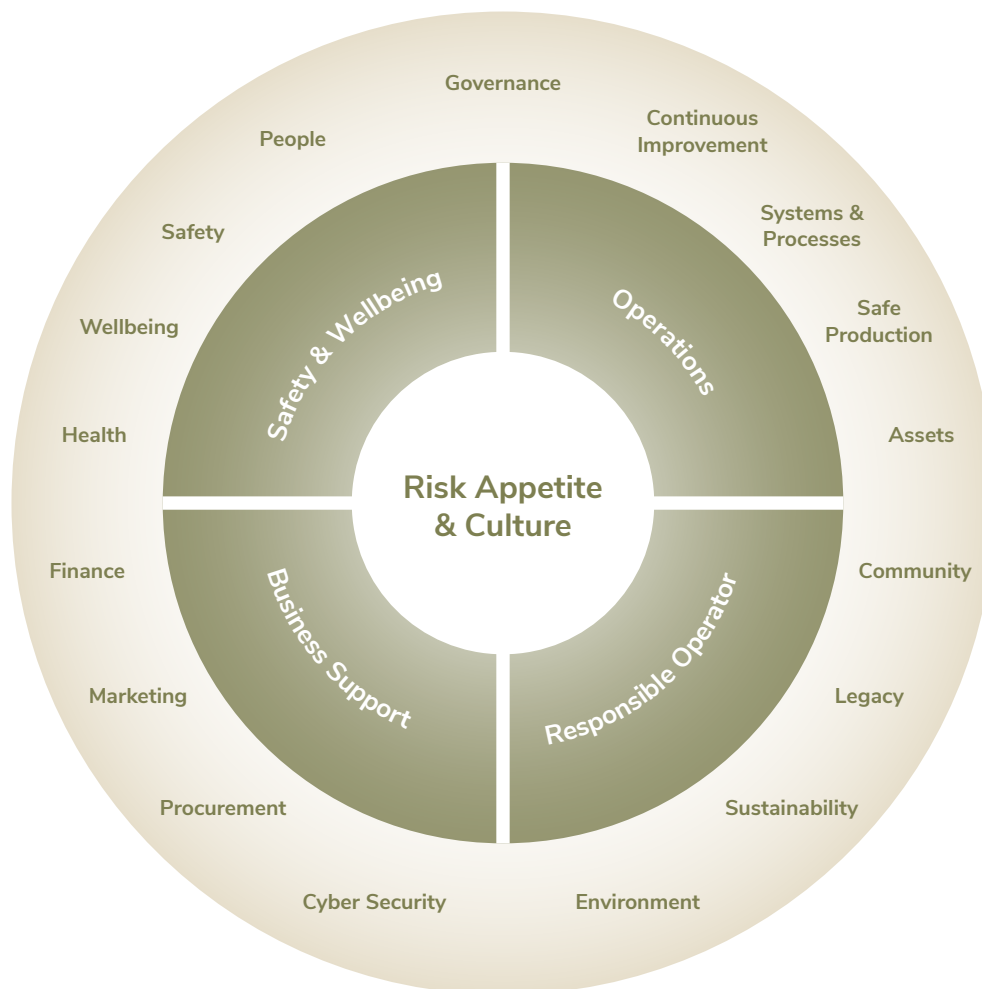 Governance
Continuous
Improvement
People
Systems &
Processes
Safety
Safe
Production
Wellbeing
Safety & Wellbeing
Operations
Health
Assets
Risk Appetite
& Culture
Finance
Community
Business Support
Responsible Operator
Marketing
Legacy
Procurement
Sustainability
Cyber Security
Environment